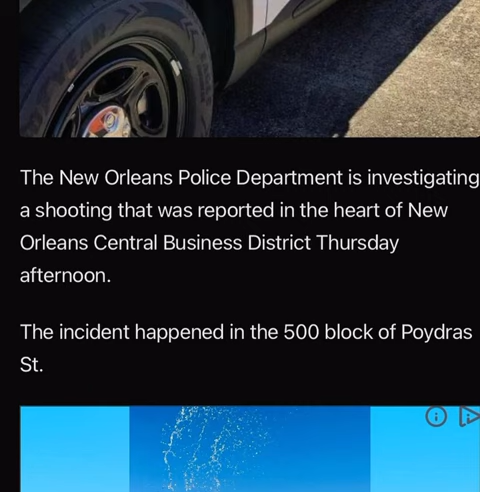 The New Orleans Police Department is investigating
a shooting that was reported in the heart of New
Orleans Central Business District Thursday
afternoon.
The incident happened in the 500 block of Poydras
St.